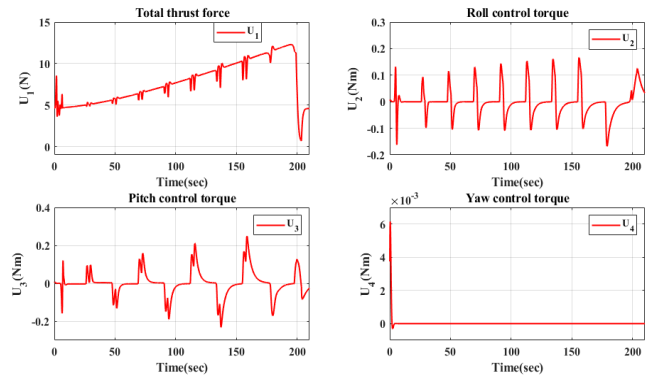 Total thrust force
U1(N)
15
10
5
0
U1
0 50 100 150 200
Time(sec)
Roll control torque
U2(Nm)
0.3
0.2
0.1
0
-0.1
-0.2
U2
0 50 100 150 200
Time(sec)
Pitch control torque
U3(Nm)
0.4
0.2
0
-0.2
U3
0 50 100 150 200
Time(sec)
Yaw control torque
×10-3
U4(Nm)
6
4
2
0
U4
0 50 100 150 200
Time(sec)